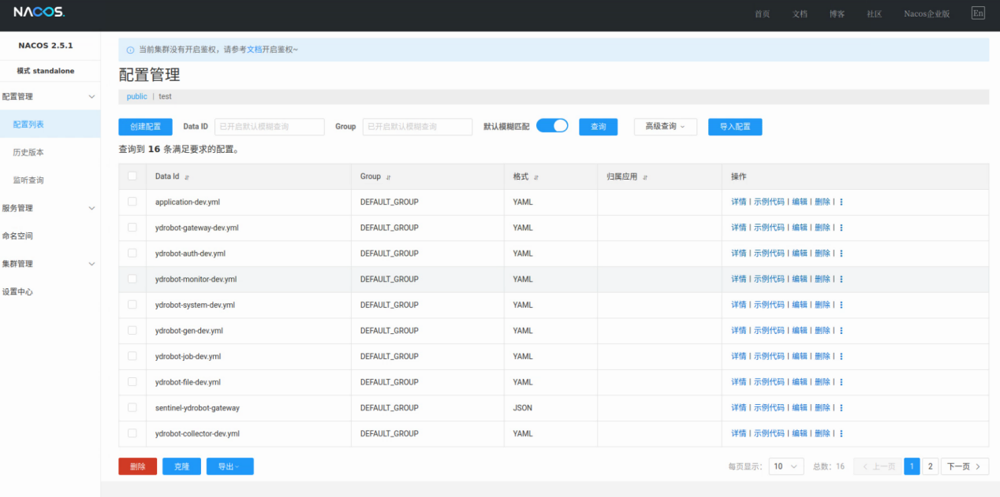 NACOS.
首页 文档 博客 社区 Nacos企业版 En
NACOS 2.5.1
模式 standalone
配置管理
配置列表
历史版本
监听查询
服务管理
命名空间
集群管理
设置中心
当前集群没有开启鉴权，请参考文档开启鉴权~
配置管理
public | test
创建配置 Data ID 已开启默认模糊查询 Group 已开启默认模糊查询 默认模糊匹配 查询 高级查询 导入配置
查询到 16 条满足要求的配置。
Data Id Group 格式 归属应用 操作
application-dev.yml DEFAULT_GROUP YAML 详情 | 示例代码 | 编辑 | 删除 |
ydrobot-gateway-dev.yml DEFAULT_GROUP YAML 详情 | 示例代码 | 编辑 | 删除 |
ydrobot-auth-dev.yml DEFAULT_GROUP YAML 详情 | 示例代码 | 编辑 | 删除 |
ydrobot-monitor-dev.yml DEFAULT_GROUP YAML 详情 | 示例代码 | 编辑 | 删除 |
ydrobot-system-dev.yml DEFAULT_GROUP YAML 详情 | 示例代码 | 编辑 | 删除 |
ydrobot-gen-dev.yml DEFAULT_GROUP YAML 详情 | 示例代码 | 编辑 | 删除 |
ydrobot-job-dev.yml DEFAULT_GROUP YAML 详情 | 示例代码 | 编辑 | 删除 |
ydrobot-file-dev.yml DEFAULT_GROUP YAML 详情 | 示例代码 | 编辑 | 删除 |
sentinel-ydrobot-gateway DEFAULT_GROUP JSON 详情 | 示例代码 | 编辑 | 删除 |
ydrobot-collector-dev.yml DEFAULT_GROUP YAML 详情 | 示例代码 | 编辑 | 删除 |
删除 克隆 导出 每页显示: 10 总数: 16 上一页 1 2 下一页